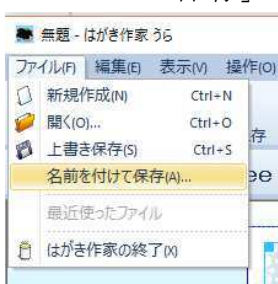 無題 - はがき作家 うら
ファイル(F) 編集(E) 表示(V) 操作(O)
新規作成(N) Ctrl+N
開く(O)... Ctrl+O
上書き保存(S) Ctrl+S
存
名前を付けて保存(A)...
ee
最近使ったファイル
はがき作家の終了(X)